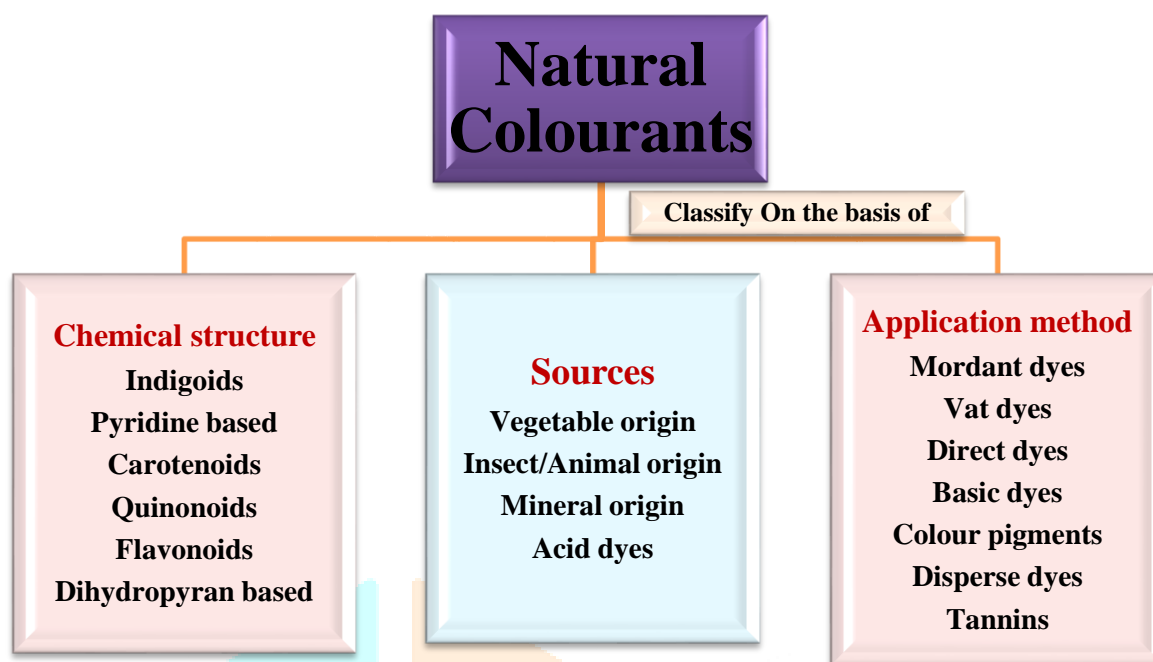 Natural
Colourants
Classify On the basis of
Chemical structure
Indigoids
Pyridine based
Carotenoids
Quinonoids
Flavonoids
Dihydropyran based
Sources
Vegetable origin
Insect/Animal origin
Mineral origin
Acid dyes
Application method
Mordant dyes
Vat dyes
Direct dyes
Basic dyes
Colour pigments
Disperse dyes
Tannins